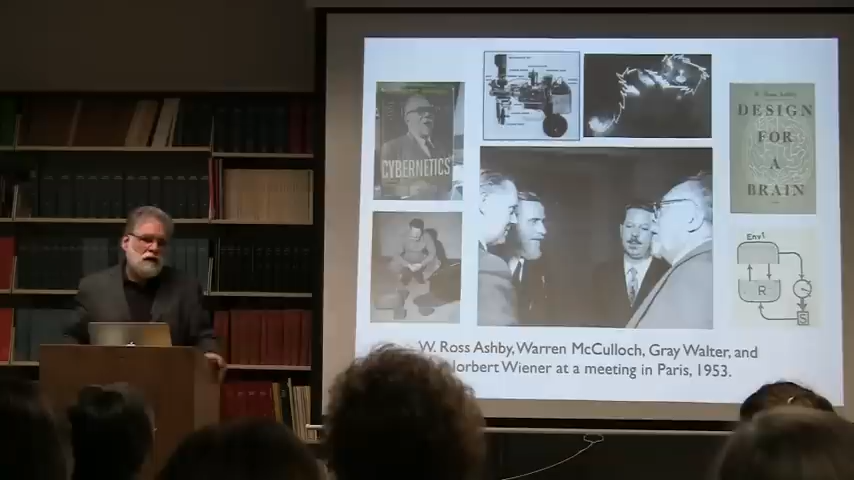 CYBERNETICS
DESIGN
FOR
A
BRAIN
Env!
R
S
W. Ross Ashby, Warren McCulloch, Gray Walter, and
Norbert Wiener at a meeting in Paris, 1953.